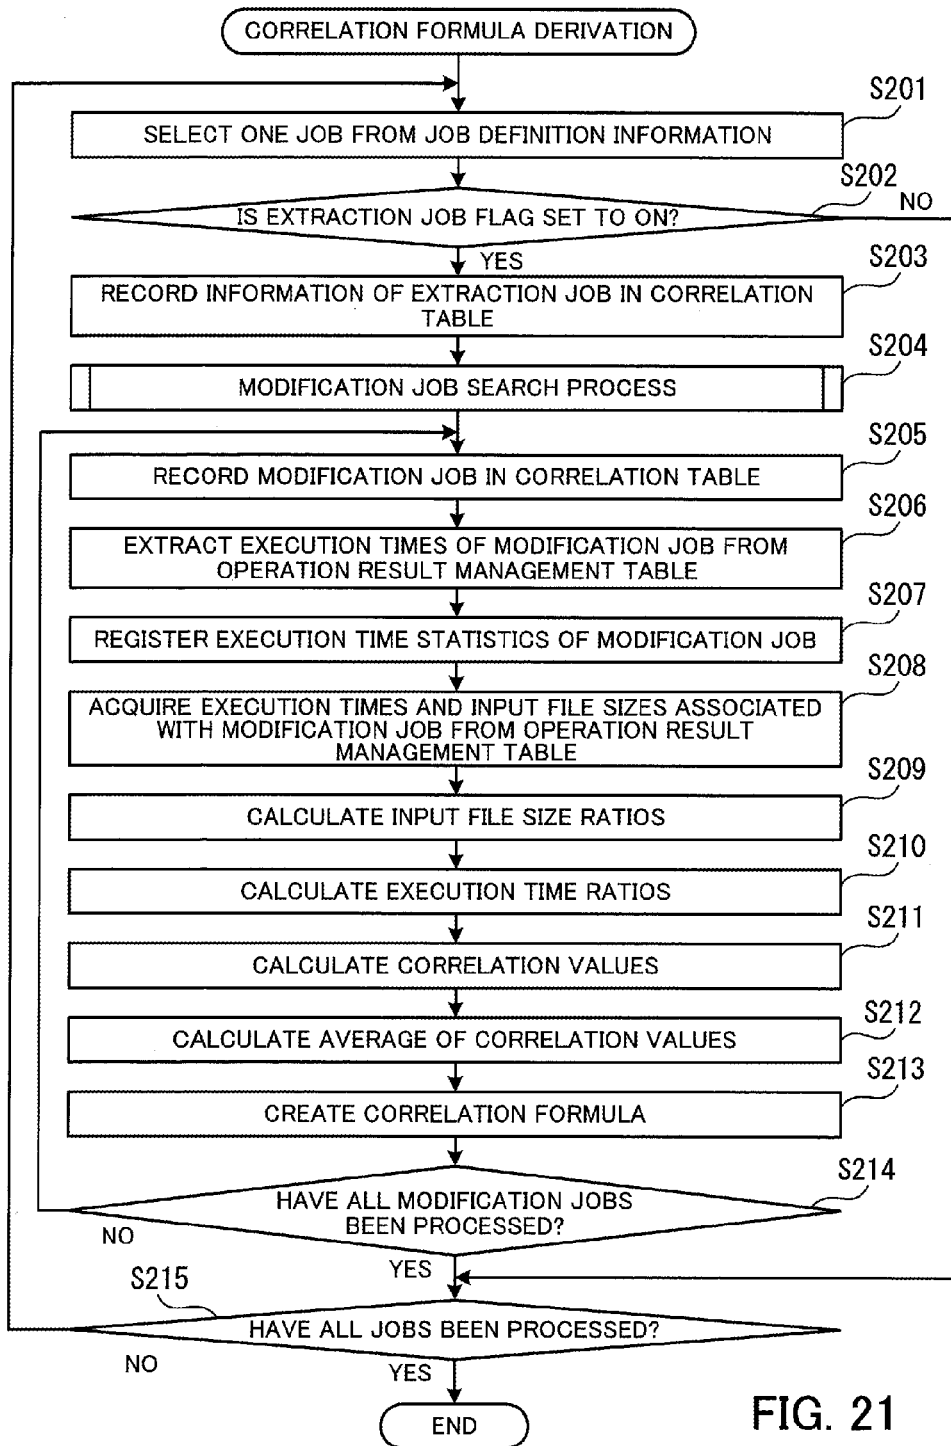 CORRELATION FORMULA DERIVATION
S201
SELECT ONE JOB FROM JOB DEFINITION INFORMATION
S202
IS EXTRACTION JOB FLAG SET TO ON?
NO
YES
S203
RECORD INFORMATION OF EXTRACTION JOB IN CORRELATION
TABLE
S204
MODIFICATION JOB SEARCH PROCESS
S205
RECORD MODIFICATION JOB IN CORRELATION TABLE
S206
EXTRACT EXECUTION TIMES OF MODIFICATION JOB FROM
OPERATION RESULT MANAGEMENT TABLE
S207
REGISTER EXECUTION TIME STATISTICS OF MODIFICATION JOB
S208
ACQUIRE EXECUTION TIMES AND INPUT FILE SIZES ASSOCIATED
WITH MODIFICATION JOB FROM OPERATION RESULT
MANAGEMENT TABLE
S209
CALCULATE INPUT FILE SIZE RATIOS
S210
CALCULATE EXECUTION TIME RATIOS
S211
CALCULATE CORRELATION VALUES
S212
CALCULATE AVERAGE OF CORRELATION VALUES
S213
CREATE CORRELATION FORMULA
S214
HAVE ALL MODIFICATION JOBS
BEEN PROCESSED?
NO
YES
S215
HAVE ALL JOBS BEEN PROCESSED?
NO
YES
END
FIG. 21